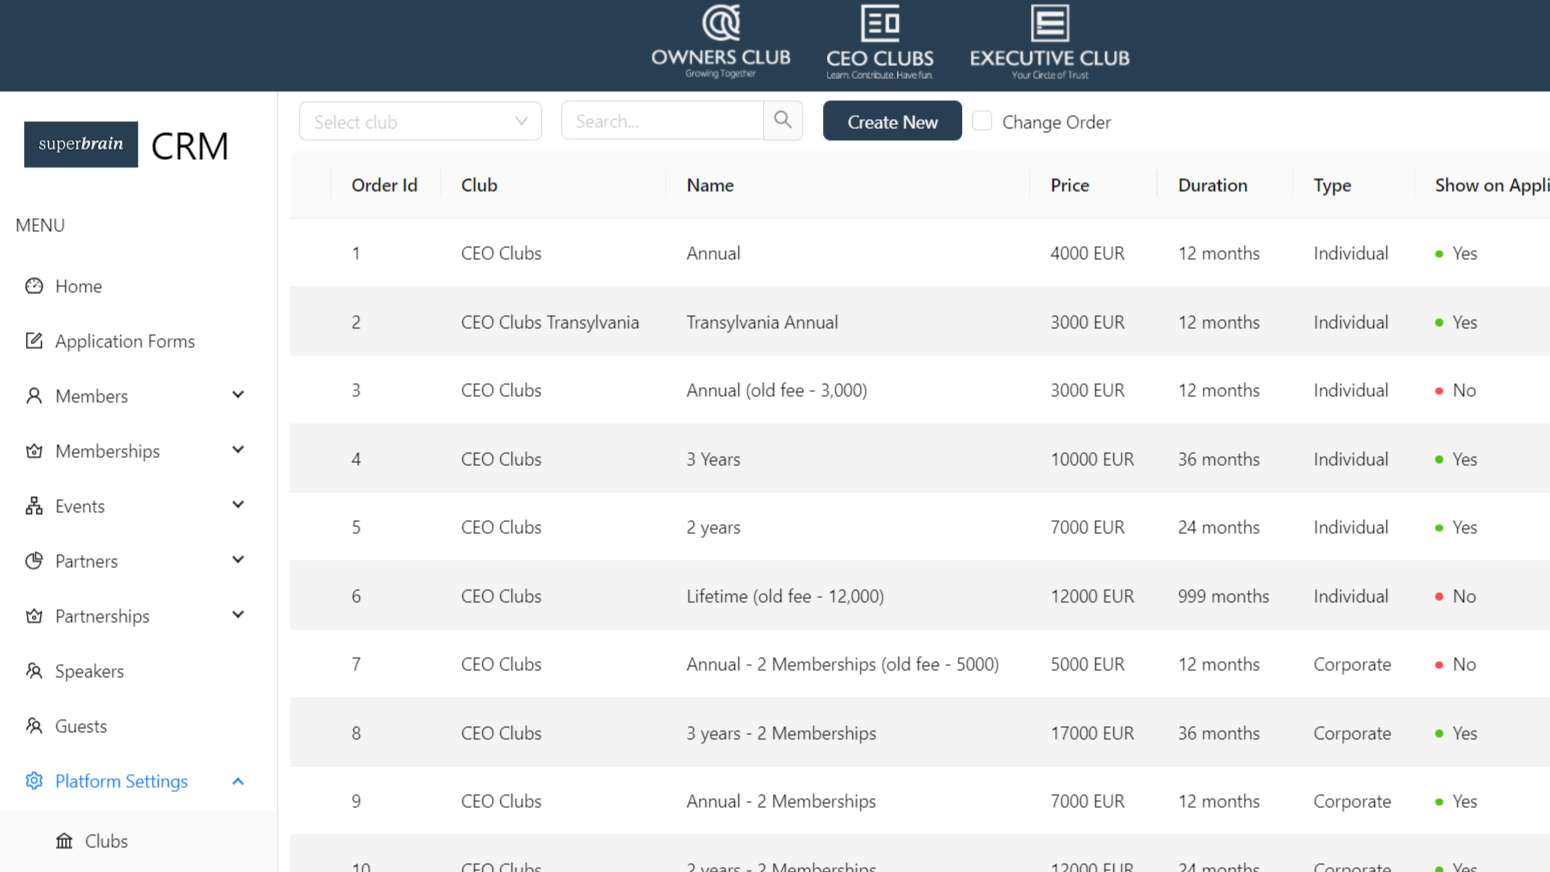 OWNERS CLUB
Growing Together
CEO CLUBS
Learn. Contribute. Have fun.
EXECUTIVE CLUB
Your Circle of Trust
superbrain CRM
MENU
Home
Application Forms
Members
Memberships
Events
Partners
Partnerships
Speakers
Guests
Platform Settings
Clubs
Select club
Search...
Create New
Change Order
Order Id Club Name Price Duration Type Show on Appli
1 CEO Clubs Annual 4000 EUR 12 months Individual Yes
2 CEO Clubs Transylvania Transylvania Annual 3000 EUR 12 months Individual Yes
3 CEO Clubs Annual (old fee - 3,000) 3000 EUR 12 months Individual No
4 CEO Clubs 3 Years 10000 EUR 36 months Individual Yes
5 CEO Clubs 2 years 7000 EUR 24 months Individual Yes
6 CEO Clubs Lifetime (old fee - 12,000) 12000 EUR 999 months Individual No
7 CEO Clubs Annual - 2 Memberships (old fee - 5000) 5000 EUR 12 months Corporate No
8 CEO Clubs 3 years - 2 Memberships 17000 EUR 36 months Corporate Yes
9 CEO Clubs Annual - 2 Memberships 7000 EUR 12 months Corporate Yes
10 CEO Clubs 2 years - 2 Memberships 12000 EUR 24 months Corporate Yes